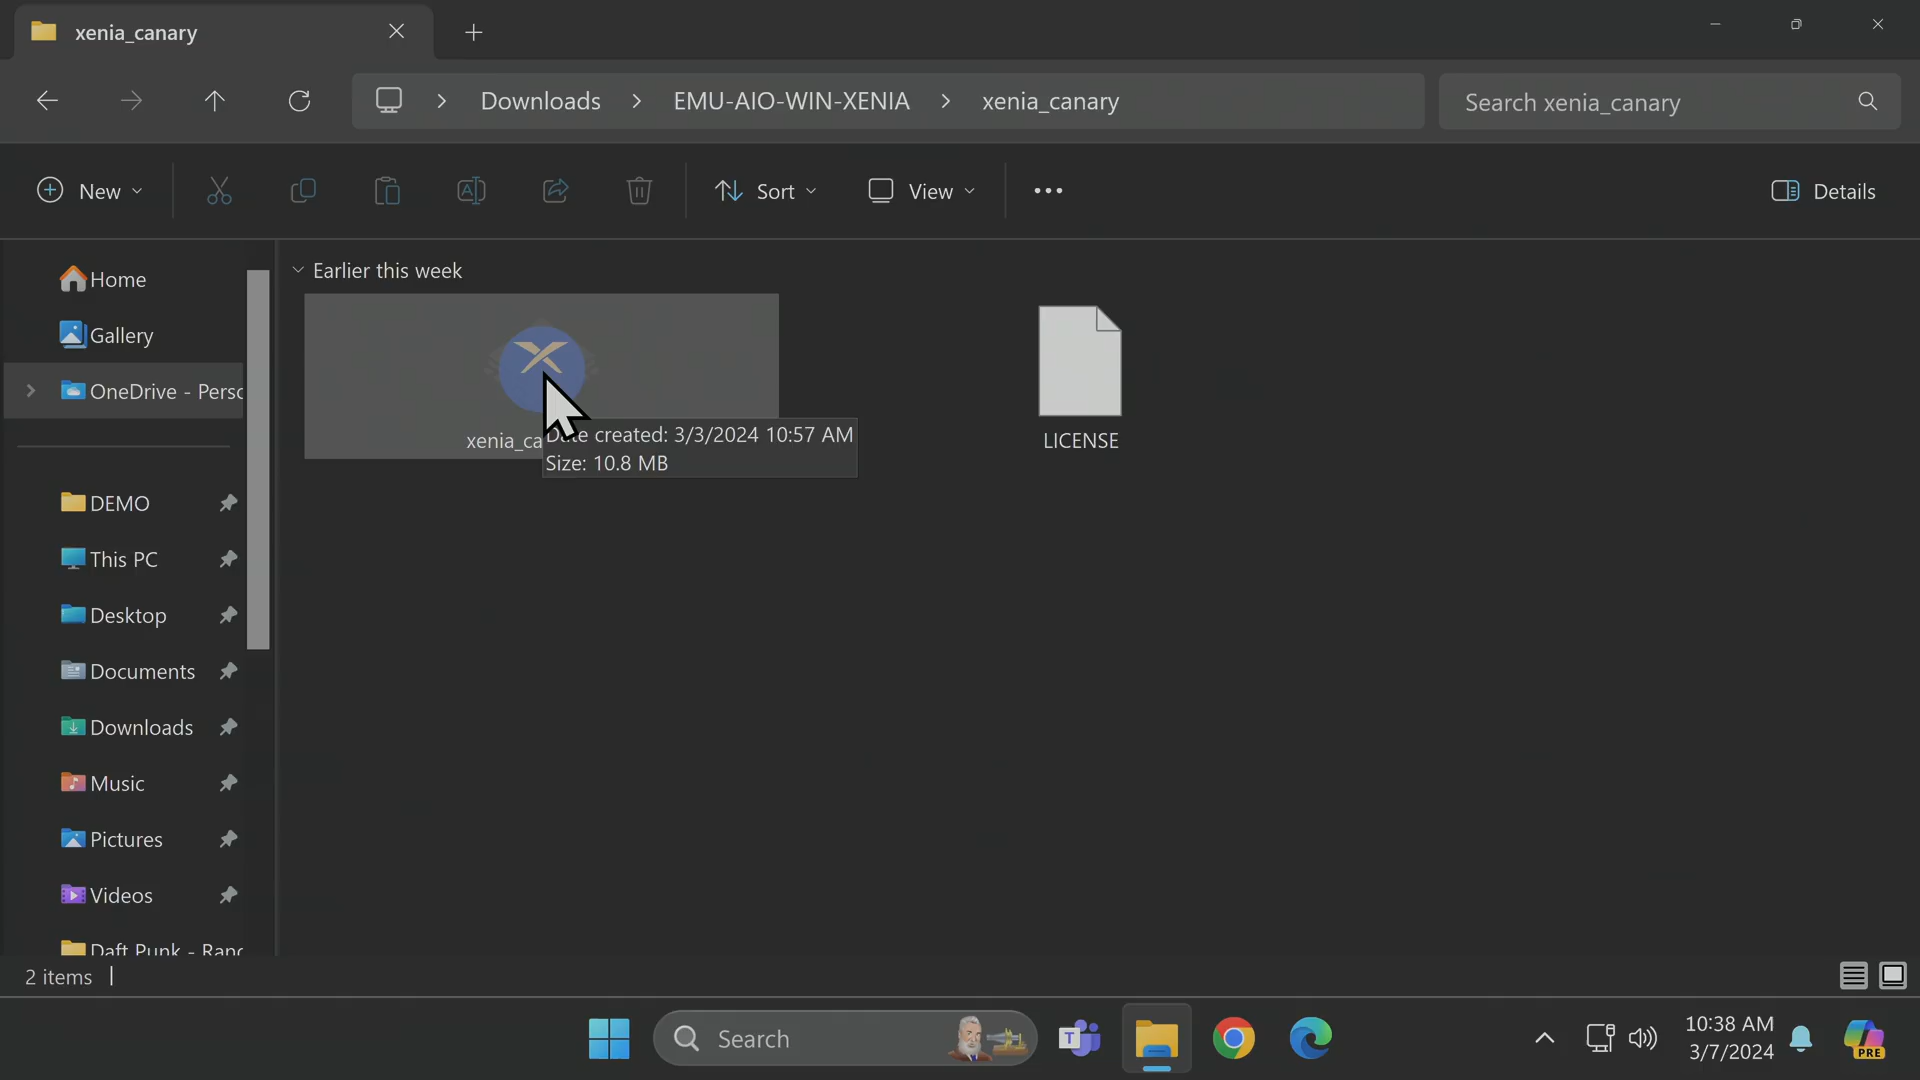 xenia_canary
Downloads > EMU-AIO-WIN-XENIA > xenia_canary
Search xenia_canary
New
Sort
View
Details
Home
Gallery
OneDrive - Perso
DEMO
This PC
Desktop
Documents
Downloads
Music
Pictures
Videos
Daft Punk - Ran
Earlier this week
xenia_ca
Date created: 3/3/2024 10:57 AM
Size: 10.8 MB
LICENSE
2 items
Search
T
10:38 AM
3/7/2024
PRE